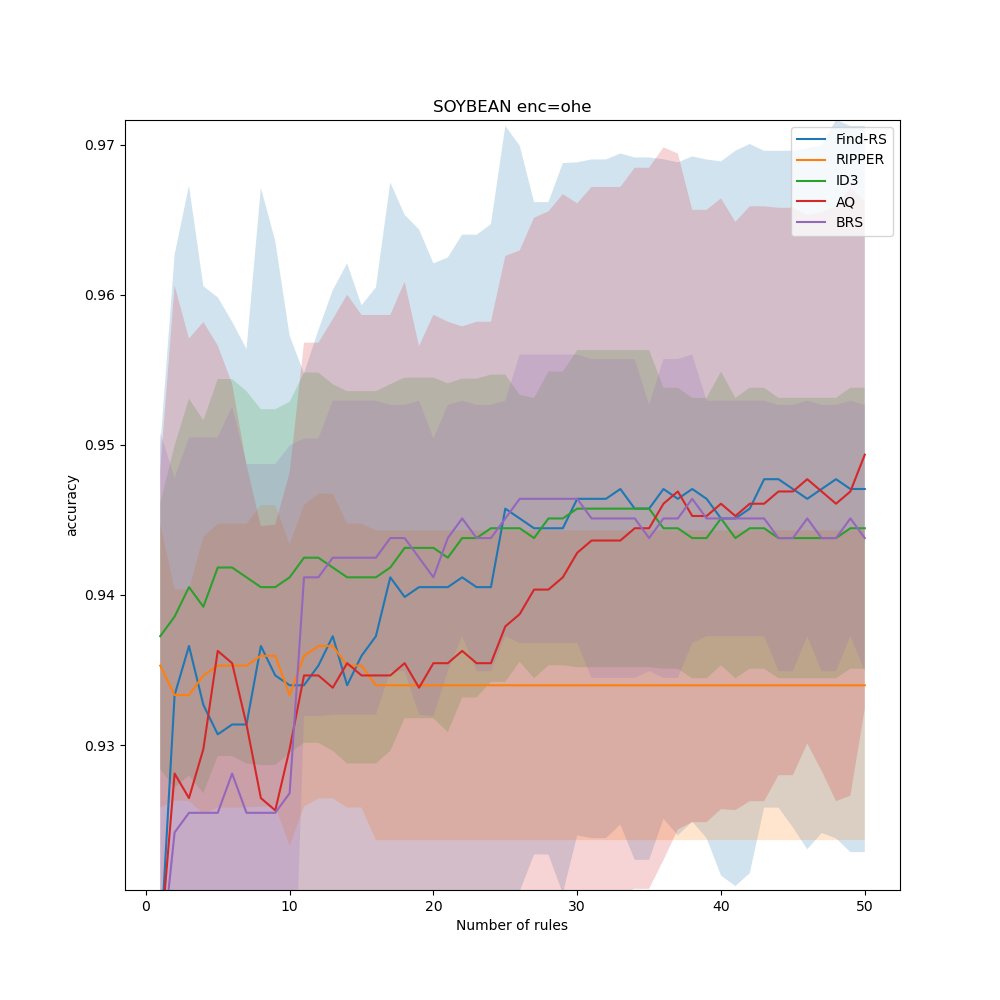 SOYBEAN enc=ohe
accuracy
0.97
0.96
0.95
0.94
0.93
Find-RS
RIPPER
ID3
AQ
BRS
0
10
20
30
40
50
Number of rules